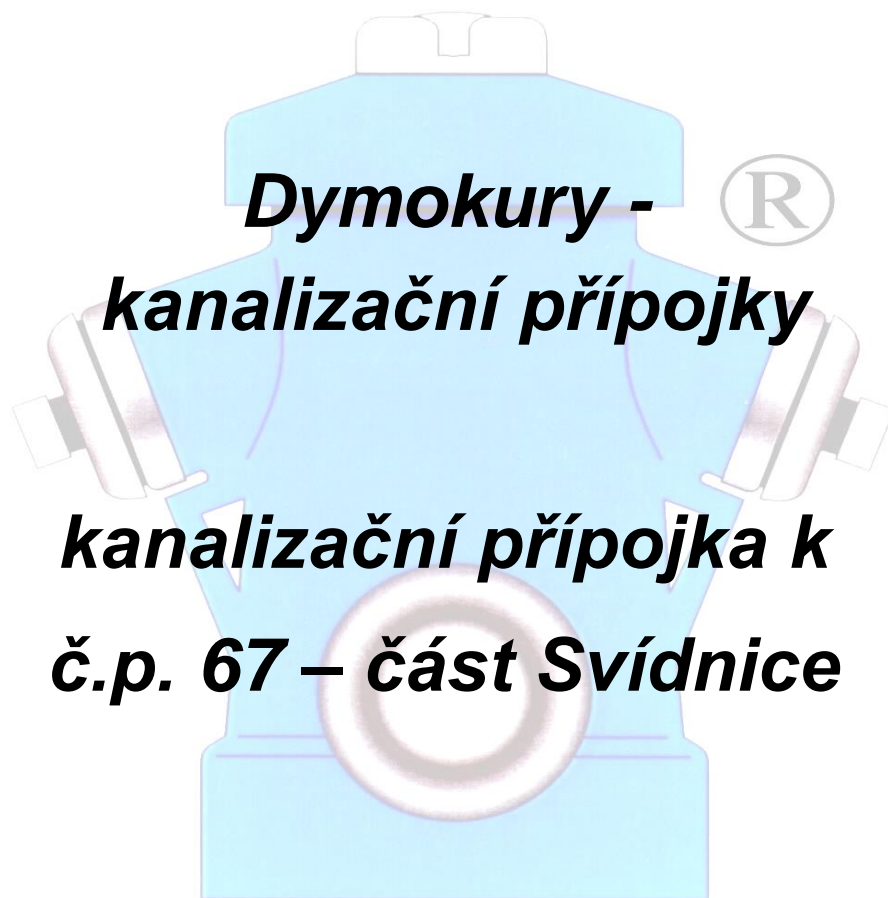 Dymokury -
®
kanalizační přípojky
kanalizační přípojka k
č.p. 67 – část Svídnice